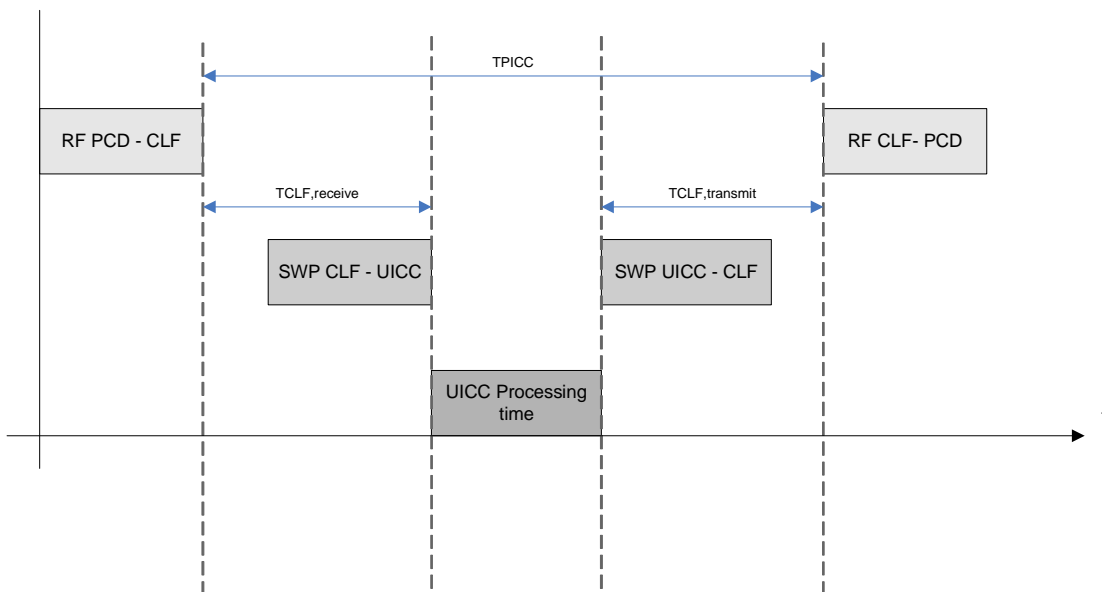 TPICC
RF PCD - CLF
RF CLF- PCD
TCLF,receive
TCLF,transmit
SWP CLF - UICC
SWP UICC - CLF
UICC Processing
time